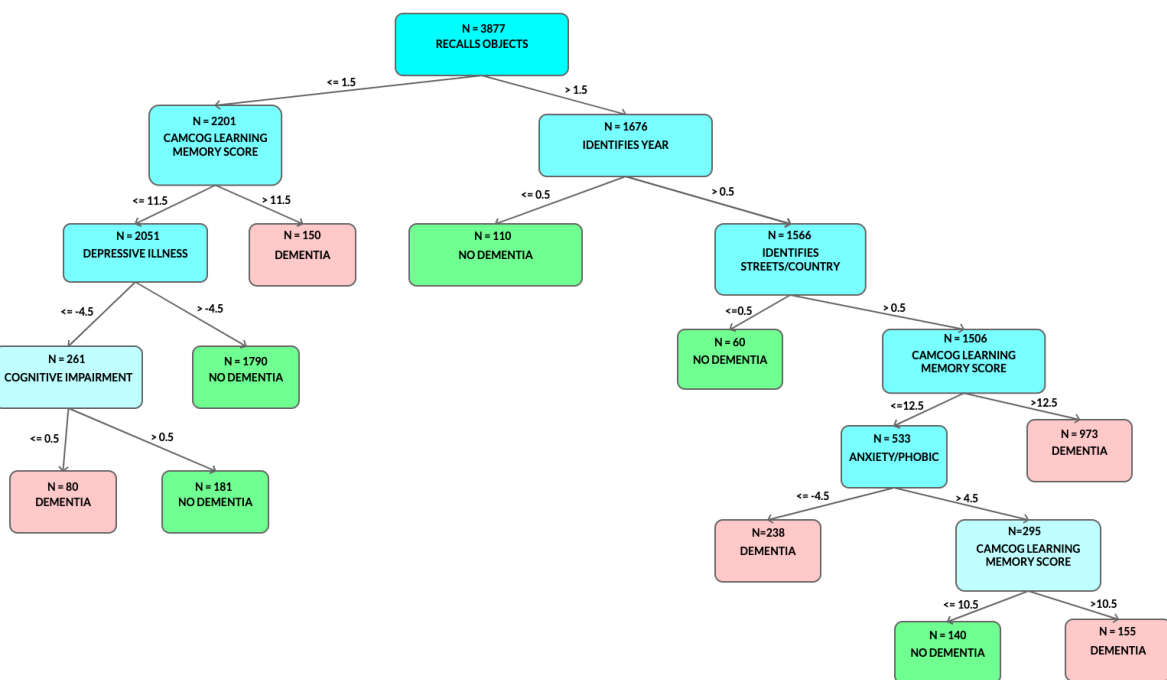 N = 3877
RECALLS OBJECTS
<= 1.5
> 1.5
N = 2201
CAMCOG LEARNING
MEMORY SCORE
N = 1676
IDENTIFIES YEAR
<= 11.5
> 11.5
<= 0.5
> 0.5
N = 2051
DEPRESSIVE ILLNESS
N = 150
DEMENTIA
N = 110
NO DEMENTIA
N = 1566
IDENTIFIES
STREETS/COUNTRY
<= -4.5
> -4.5
<=0.5
> 0.5
N = 261
COGNITIVE IMPAIRMENT
N = 1790
NO DEMENTIA
N = 60
NO DEMENTIA
N = 1506
CAMCOG LEARNING
MEMORY SCORE
<= 0.5
> 0.5
<=12.5
>12.5
N = 533
ANXIETY/PHOBIC
N = 973
DEMENTIA
N = 80
DEMENTIA
N = 181
NO DEMENTIA
<= -4.5
> 4.5
N=238
DEMENTIA
N=295
CAMCOG LEARNING
MEMORY SCORE
<= 10.5
>10.5
N = 140
NO DEMENTIA
N = 155
DEMENTIA